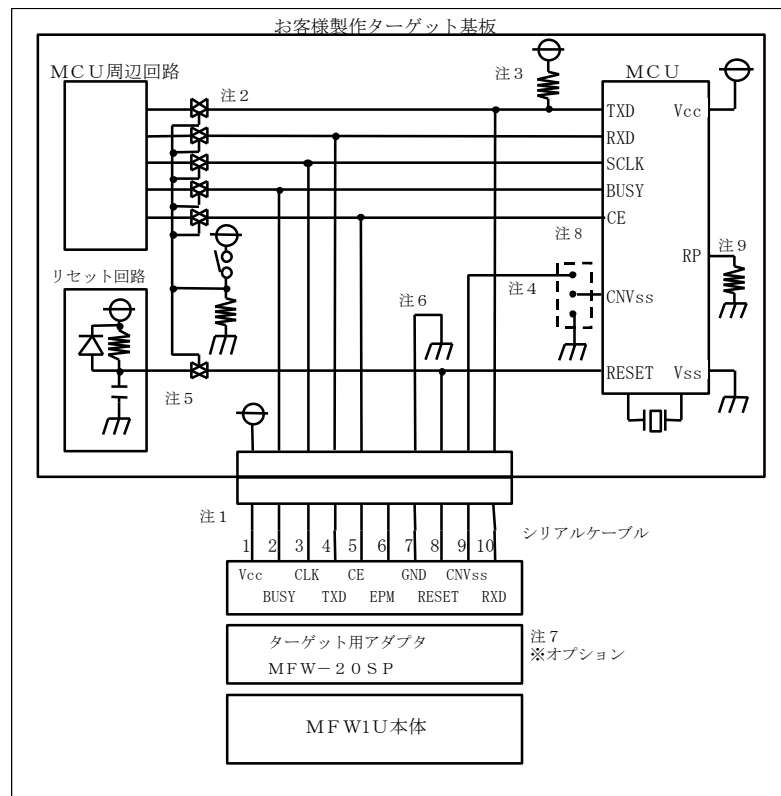 お客様製作ターゲット基板
MCU周辺回路
注2
注3
MCU
TXD
Vcc
RXD
SCLK
BUSY
CE
注8
RP
注9
リセット回路
注6
注4
CNVss
注5
RESET
Vss
注1
シリアルケーブル
1 2 3 4 5 6 7 8 9 10
Vcc CLK CE GND CNVss
BUSY TXD EPM RESET RXD
ターゲット用アダプタ
MFW-20SP
注7
※オプション
MFW1U本体